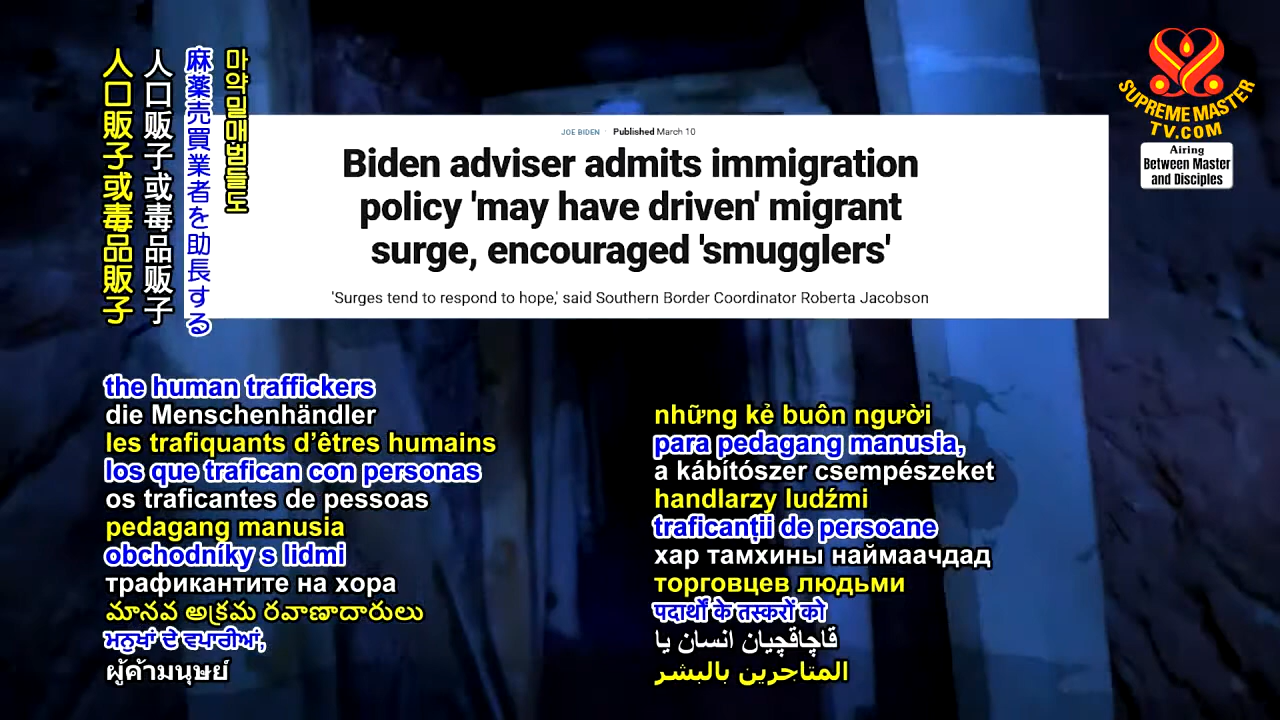 人口販子或毒品販子
人口贩子或毒品贩子
麻薬売買業者を助長する
마약밀매범들도
SUPREME MASTER
TV.COM
Airing
Between Master
and Disciples
JOE BIDEN · Published March 10
Biden adviser admits immigration
policy 'may have driven' migrant
surge, encouraged 'smugglers'
'Surges tend to respond to hope,' said Southern Border Coordinator Roberta Jacobson
the human traffickers
die Menschenhändler
les trafiquants d’êtres humains
los que trafican con personas
os traficantes de pessoas
pedagang manusia
obchodníky s lidmi
трафикантите на хора
మానవ అక్రమ రవాణాదారులు
ਮਨੁਖਾਂ ਦੇ ਵਪਾਰੀਆਂ,
ผู้ค้ามนุษย์
những kẻ buôn người
para pedagang manusia,
a kábítószer csempészeket
handlarzy ludźmi
traficanții de persoane
хар тамхины наймаачдад
торговцев людьми
पदार्थों के तस्करों को
قاچاقچیان انسان یا
المتاجرين بالبشر